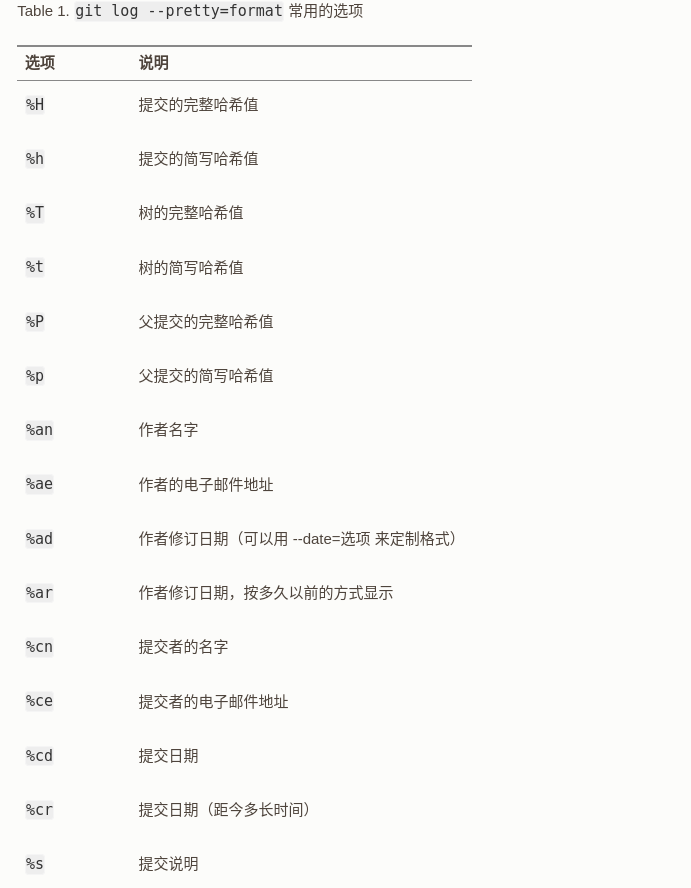 Table 1. git log --pretty=format 常用的选项
选项 说明
%H 提交的完整哈希值
%h 提交的简写哈希值
%T 树的完整哈希值
%t 树的简写哈希值
%P 父提交的完整哈希值
%p 父提交的简写哈希值
%an 作者名字
%ae 作者的电子邮件地址
%ad 作者修订日期（可以用 --date=选项 来定制格式）
%ar 作者修订日期，按多久以前的方式显示
%cn 提交者的名字
%ce 提交者的电子邮件地址
%cd 提交日期
%cr 提交日期（距今多长时间）
%s 提交说明